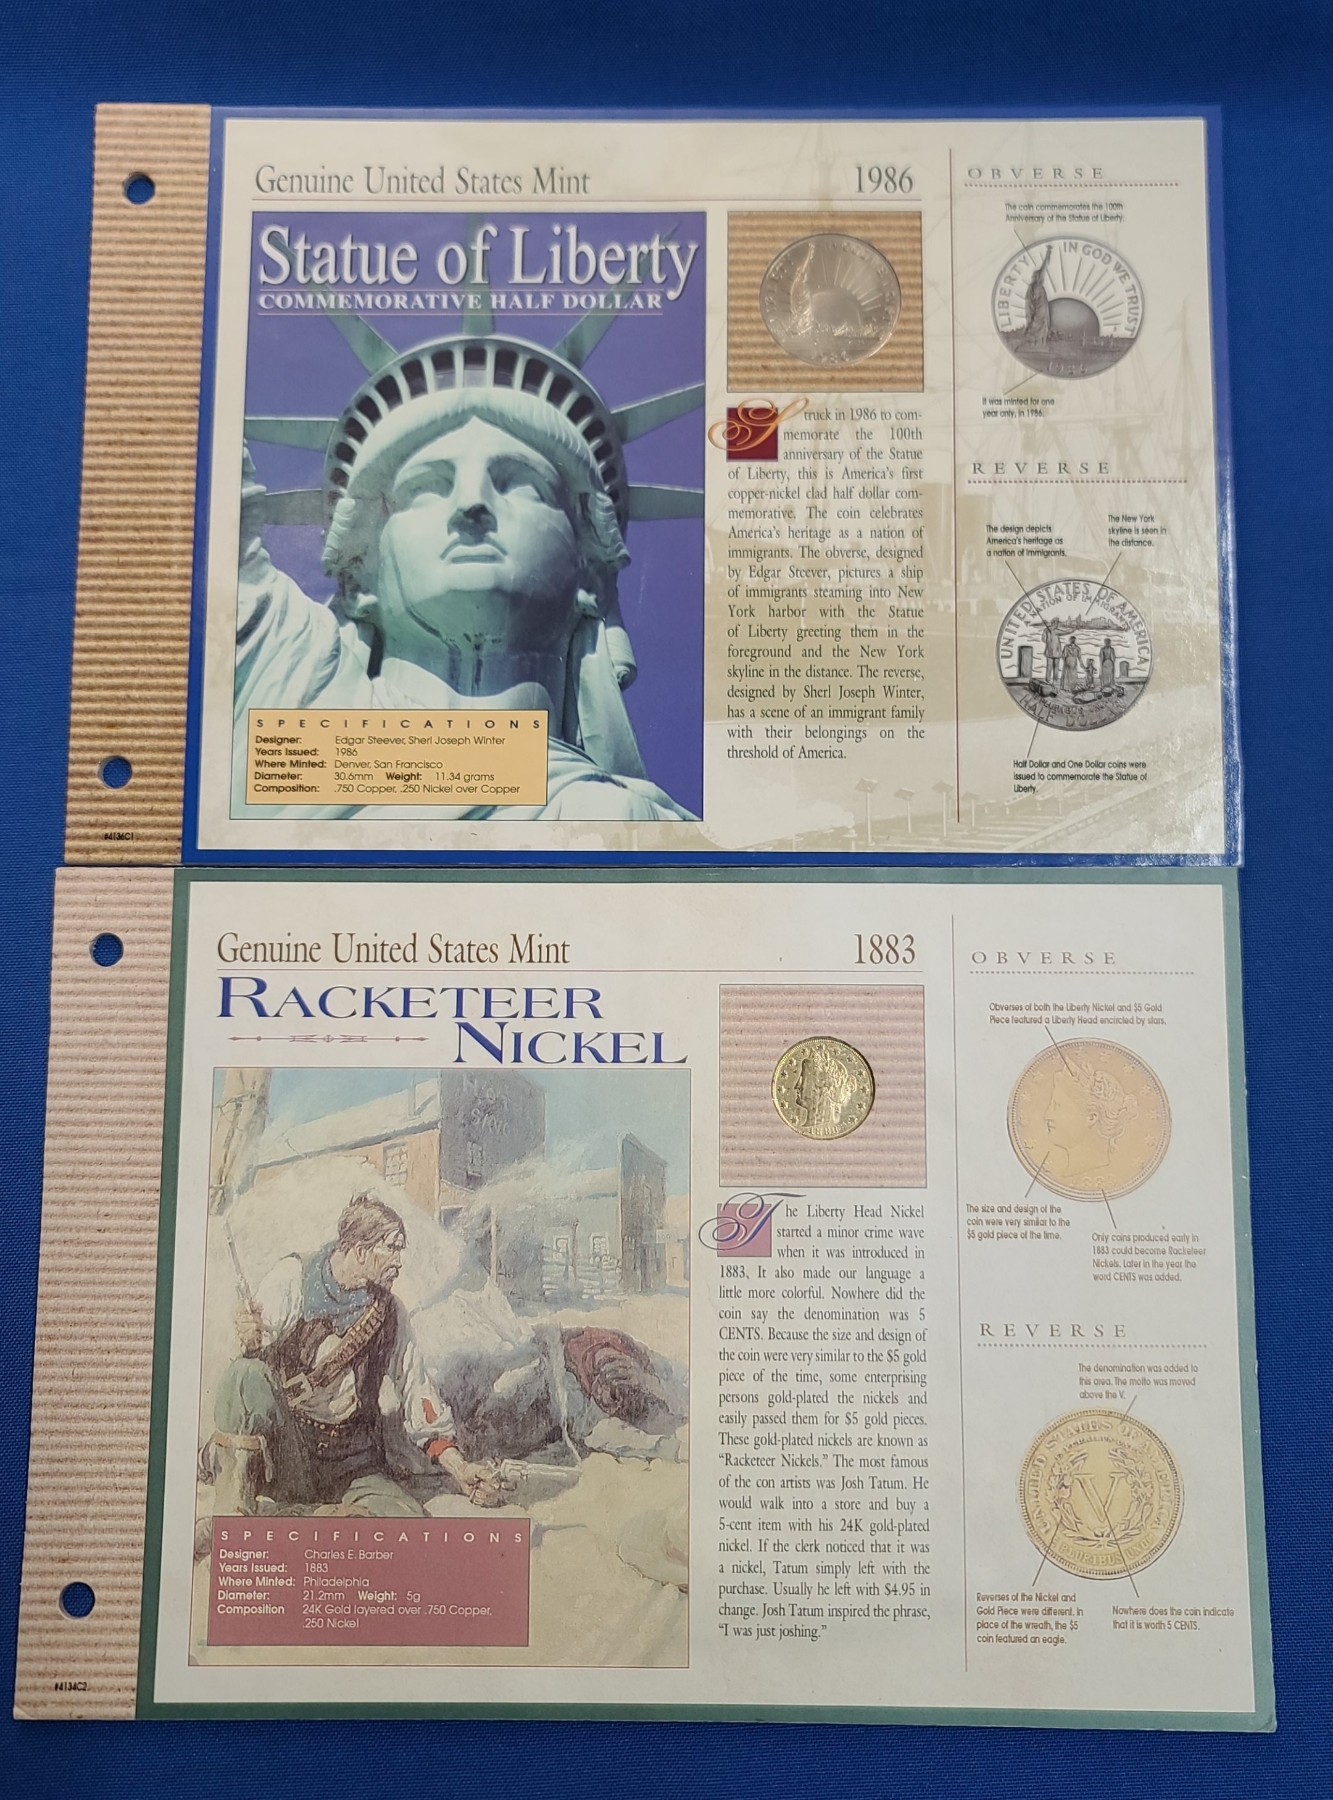 Genuine United States Mint 1986
Statue of Liberty
COMMEMORATIVE HALF DOLLAR
SPECIFICATIONS
Designer: Edgar Steever, Sherl Joseph Winter
Years Issued: 1986
Where Minted: Denver, San Francisco
Diameter: 30.6mm Weight: 11.34 grams
Composition: .750 Copper, .250 Nickel over Copper
#4136C1
Struck in 1986 to com-
memorate the 100th
anniversary of the Statue
of Liberty, this is America's first
copper-nickel clad half dollar com-
memorative. The coin celebrates
America's heritage as a nation of
immigrants. The obverse, designed
by Edgar Steever, pictures a ship
of immigrants steaming into New
York harbor with the Statue
of Liberty greeting them in the
foreground and the New York
skyline in the distance. The reverse,
designed by Sherl Joseph Winter,
has a scene of an immigrant family
with their belongings on the
threshold of America.
OBVERSE
The coin commemorates the 100th
Anniversary of the Statue of Liberty.
LIBERTY IN GOD WE TRUST
1986
It was minted for one
year only, in 1986.
REVERSE
The design depicts
America's heritage as
a nation of immigrants.
The New York
skyline is seen in
the distance.
UNITED STATES OF AMERICA
A NATION OF IMMIGRANTS
HALF DOLLAR
Half Dollar and One Dollar coins were
issued to commemorate the Statue of
Liberty.
Genuine United States Mint 1883
RACKETEER
NICKEL
SPECIFICATIONS
Designer: Charles E. Barber
Years Issued: 1883
Where Minted: Philadelphia
Diameter: 21.2mm Weight: 5g
Composition 24K Gold layered over .750 Copper,
.250 Nickel
#4134C2
1883
The Liberty Head Nickel
started a minor crime wave
when it was introduced in
1883, It also made our language a
little more colorful. Nowhere did the
coin say the denomination was 5
CENTS. Because the size and design of
the coin were very similar to the $5 gold
piece of the time, some enterprising
persons gold-plated the nickels and
easily passed them for $5 gold pieces.
These gold-plated nickels are known as
"Racketeer Nickels." The most famous
of the con artists was Josh Tatum. He
would walk into a store and buy a
5-cent item with his 24K gold-plated
nickel. If the clerk noticed that it was
a nickel, Tatum simply left with the
purchase. Usually he left with $4.95 in
change. Josh Tatum inspired the phrase,
"I was just joshing."
OBVERSE
Obverses of both the Liberty Nickel and $5 Gold
Piece featured a Liberty Head encircled by stars.
The size and design of the
coin were very similar to the
$5 gold piece of the time.
Only coins produced early in
1883 could become Racketeer
Nickels. Later in the year the
word CENTS was added.
REVERSE
The denomination was added to
this area. The motto was moved
above the V.
UNITED STATES OF AMERICA
V
E PLURIBUS UNUM
Reverses of the Nickel and
Gold Piece were different. In
place of the wreath, the $5
coin featured an eagle.
Nowhere does the coin indicate
that it is worth 5 CENTS.